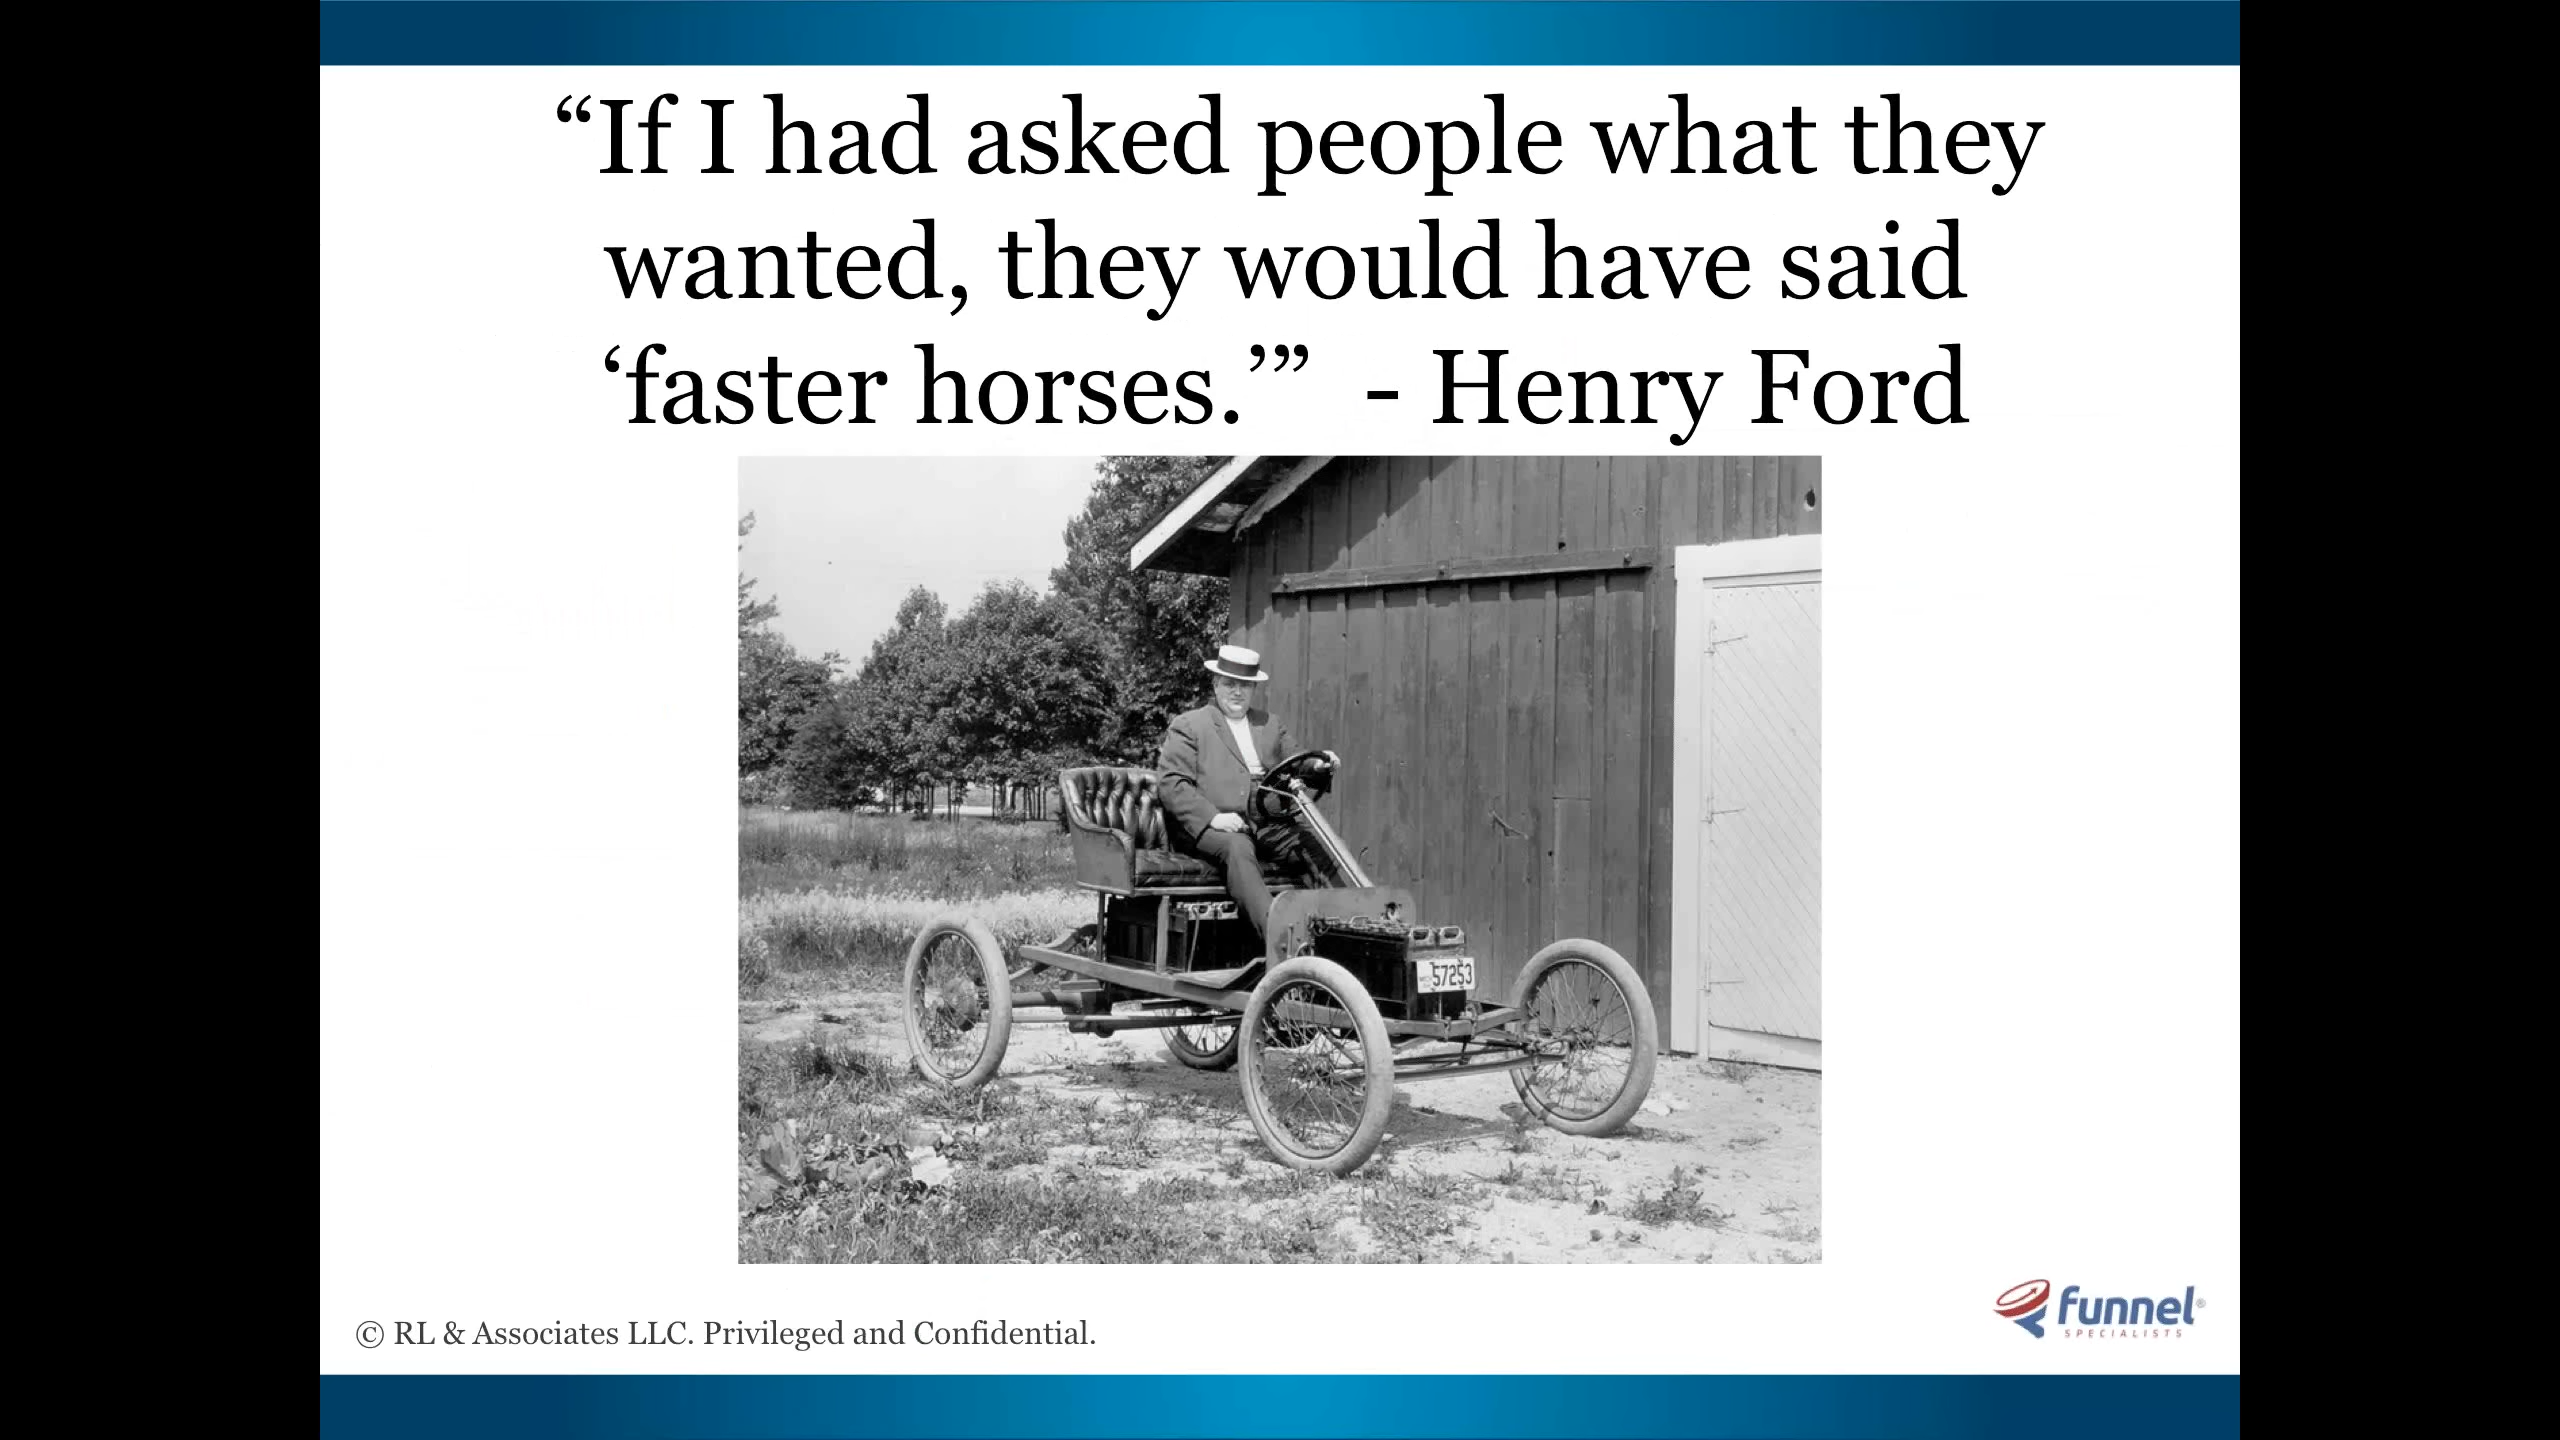 “If I had asked people what they
wanted, they would have said
‘faster horses.’”  - Henry Ford
57253
© RL & Associates LLC. Privileged and Confidential.
funnel®
SPECIALISTS